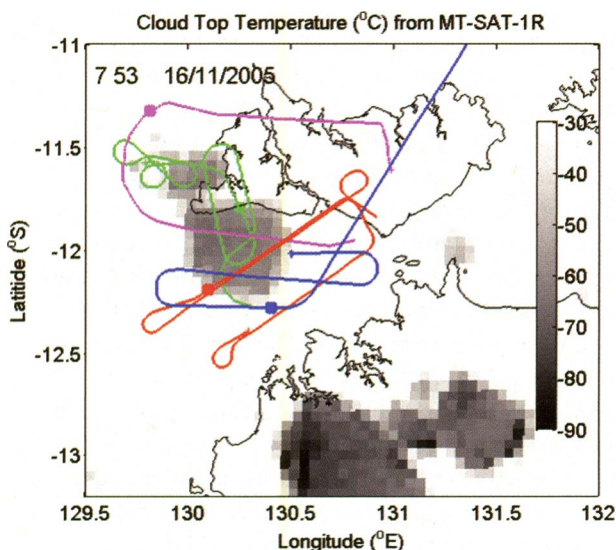 Cloud Top Temperature (°C) from MT-SAT-1R
7 53 16/11/2005
-11
-11.5
-12
-12.5
-13
Latitide (°S)
-30
-40
-50
-60
-70
-80
-90
129.5 130 130.5 131 131.5 132
Longitude (°E)